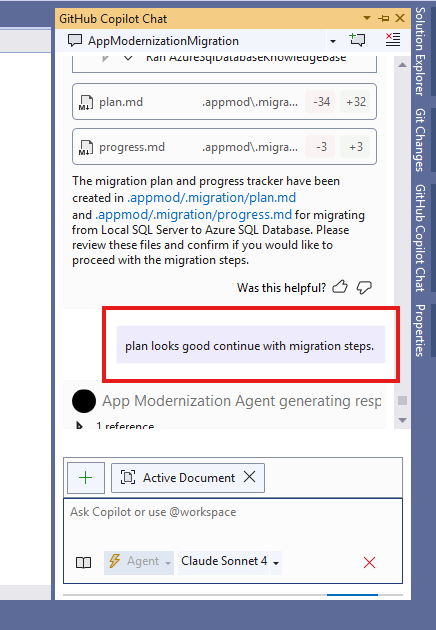 GitHub Copilot Chat
AppModernizationMigration
Ran AzureSqlDatabaseKnowledgeBase
plan.md .appmod\.migra... -34 +32
progress.md .appmod\.migra... -3 +3
The migration plan and progress tracker have been
created in .appmod/.migration/plan.md
and .appmod/.migration/progress.md for migrating
from Local SQL Server to Azure SQL Database. Please
review these files and confirm if you would like to
proceed with the migration steps.
Was this helpful?
plan looks good continue with migration steps.
App Modernization Agent generating resp
1 reference
Active Document
Ask Copilot or use @workspace
Agent
Claude Sonnet 4
Solution Explorer
Git Changes
GitHub Copilot Chat
Properties